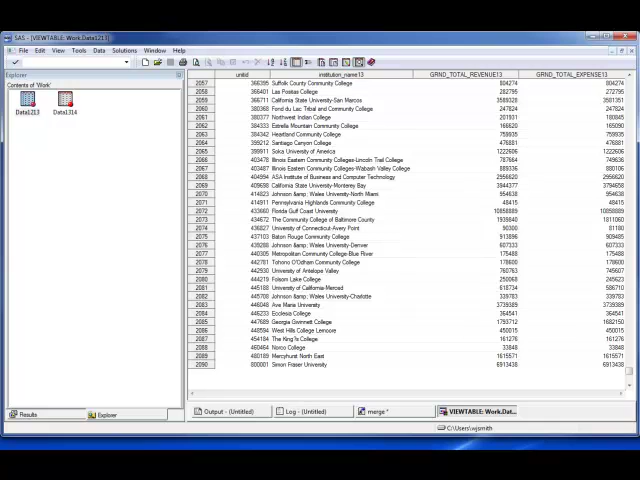 SAS - [VIEWTABLE: Work.Data1213]
File Edit View Tools Data Solutions Window Help
Explorer
Contents of 'Work'
Data1213 Data1314
unitid institution_name13 GRND_TOTAL_REVENUE13 GRND_TOTAL_EXPENSE13
2057 366395 Suffolk County Community College 804274 804274
2058 366401 Las Positas College 282795 272795
2059 366711 California State University-San Marcos 3589328 3581351
2060 380368 Fond du Lac Tribal and Community College 247824 247824
2061 380377 Northwest Indian College 201931 180845
2062 384333 Estrella Mountain Community College 166620 165090
2063 384342 Heartland Community College 315348 315348
2064 399212 Santiago Canyon College 476881 476881
2065 399911 Soka University of America 1222606 1222606
2066 403478 Illinois Eastern Community Colleges-Lincoln Trail College 787664 749636
2067 403487 Illinois Eastern Community Colleges-Wabash Valley College 889336 880106
2068 404994 ASA Institute of Business and Computer Technology 2956620 2956620
2069 409698 California State University-Monterey Bay 3944377 3794658
2070 414823 Johnson &amp; Wales University-North Miami 954638 954638
2071 414911 Pennsylvania Highlands Community College 48415 48415
2072 433660 Florida Gulf Coast University 10858889 10858889
2073 434672 The Community College of Baltimore County 1939840 1811060
2074 436827 University of Connecticut-Avery Point 90300 81180
2075 437103 Baton Rouge Community College 913896 909485
2076 439288 Johnson &amp; Wales University-Denver 607333 607333
2077 440305 Metropolitan Community College-Blue River 175488 175488
2078 442781 Tohono O'Odham Community College 178600 178600
2079 442930 University of Antelope Valley 760763 745607
2080 444219 Folsom Lake College 250068 245623
2081 445188 University of California-Merced 618734 586710
2082 445708 Johnson &amp; Wales University-Charlotte 339783 339783
2083 446048 Ave Maria University 3739389 3739389
2084 446233 Ecclesia College 364541 364541
2085 447689 Georgia Gwinnett College 1793712 1682150
2086 448594 West Hills College Lemoore 451075 451075
2087 454184 The King?s College 161276 161276
2088 460464 Norco College 33848 33848
2089 480189 Mercyhurst North East 1615571 1615571
2090 800001 Simon Fraser University 6913438 6913438
Results Explorer
Output - (Untitled) Log - (Untitled) merge * VIEWTABLE: Work.Dat...
C:\Users\wjsmith